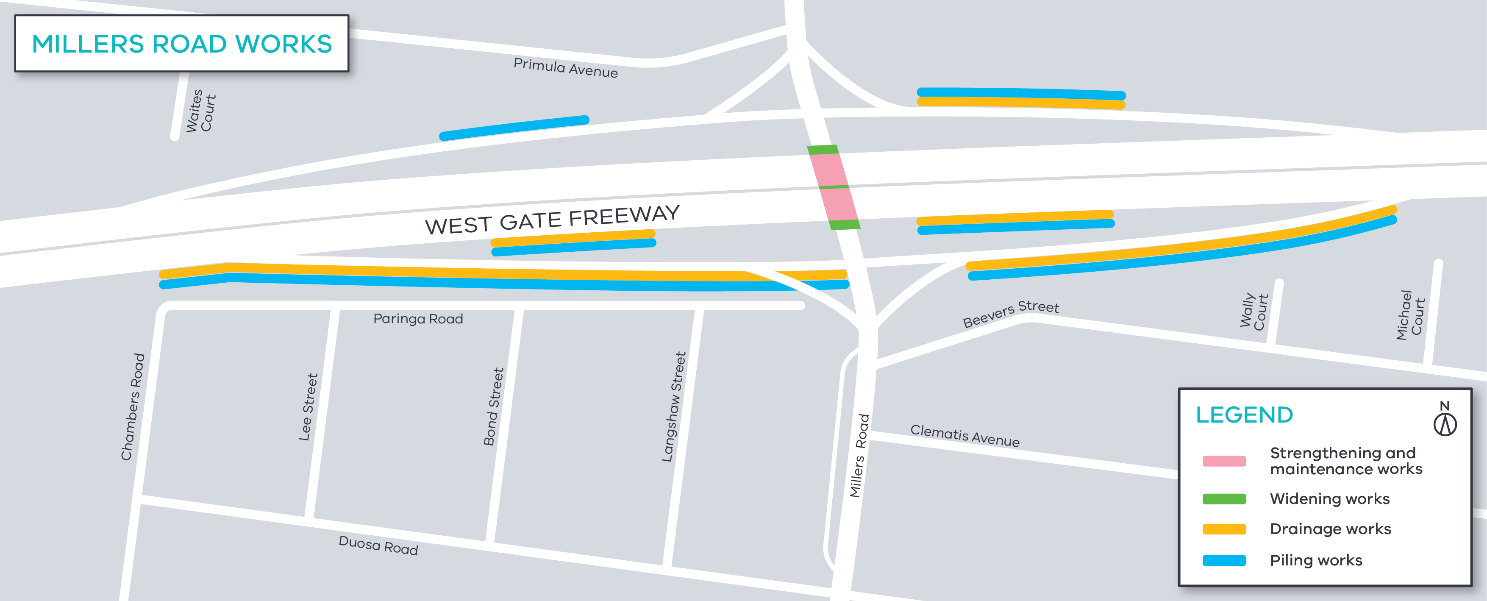 MILLERS ROAD WORKS
Primula Avenue
Waites
Court
WEST GATE FREEWAY
Paringa Road
Beevers Street
Wally
Court
Michael
Court
Chambers Road
Lee Street
Bond Street
Langshaw Street
Millers Road
Clematis Avenue
Duosa Road
LEGEND
N
Strengthening and
maintenance works
Widening works
Drainage works
Piling works